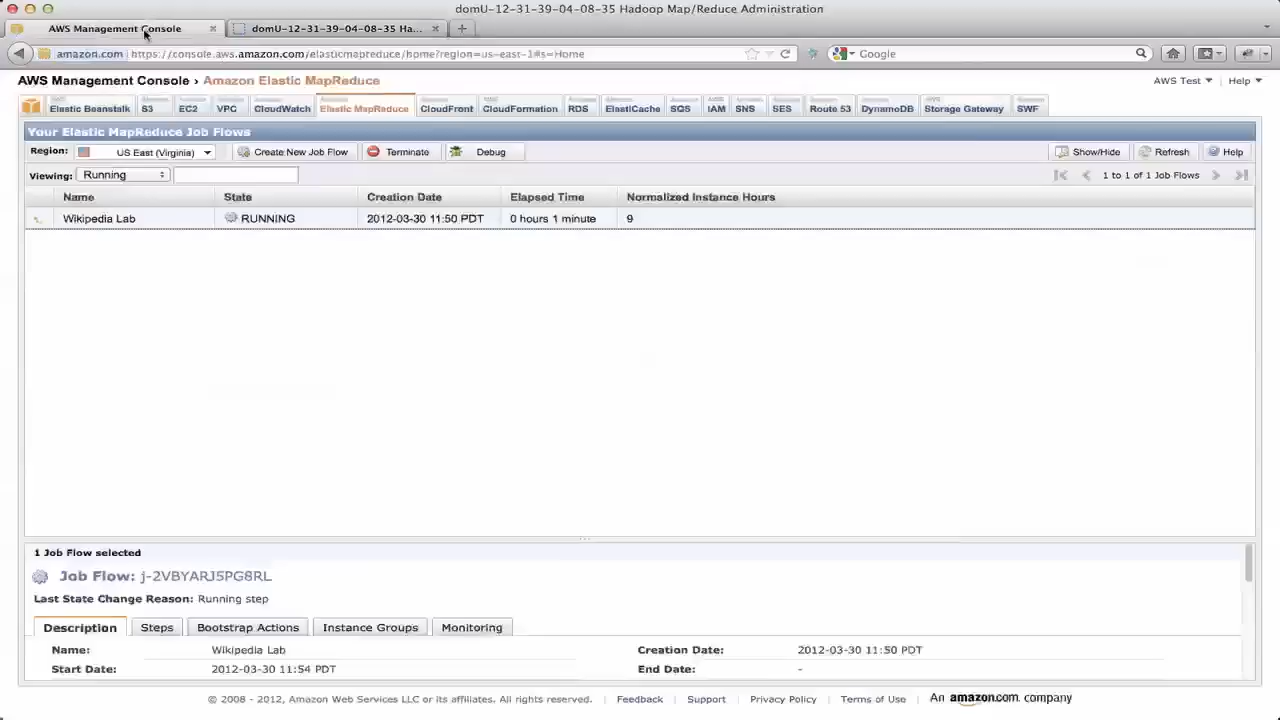 domU-12-31-39-04-08-35 Hadoop Map/Reduce Administration
AWS Management Console
domU-12-31-39-04-08-35 Ha...
amazon.com https://console.aws.amazon.com/elasticmapreduce/home?region=us-east-1#s=Home
Google
AWS Management Console › Amazon Elastic MapReduce
AWS Test
Help
Elastic Beanstalk S3 EC2 VPC CloudWatch Elastic MapReduce CloudFront CloudFormation RDS ElastiCache SQS IAM SNS SES Route 53 DynamoDB Storage Gateway SWF
Your Elastic MapReduce Job Flows
Region: US East (Virginia) Create New Job Flow Terminate Debug Show/Hide Refresh Help
Viewing: Running 1 to 1 of 1 Job Flows
Name State Creation Date Elapsed Time Normalized Instance Hours
Wikipedia Lab RUNNING 2012-03-30 11:50 PDT 0 hours 1 minute 9
1 Job Flow selected
Job Flow: j-2VBYARJ5PG8RL
Last State Change Reason: Running step
Description Steps Bootstrap Actions Instance Groups Monitoring
Name: Wikipedia Lab Creation Date: 2012-03-30 11:50 PDT
Start Date: 2012-03-30 11:54 PDT End Date: -
© 2008 - 2012, Amazon Web Services LLC or its affiliates. All rights reserved. | Feedback | Support | Privacy Policy | Terms of Use | An amazon.com company